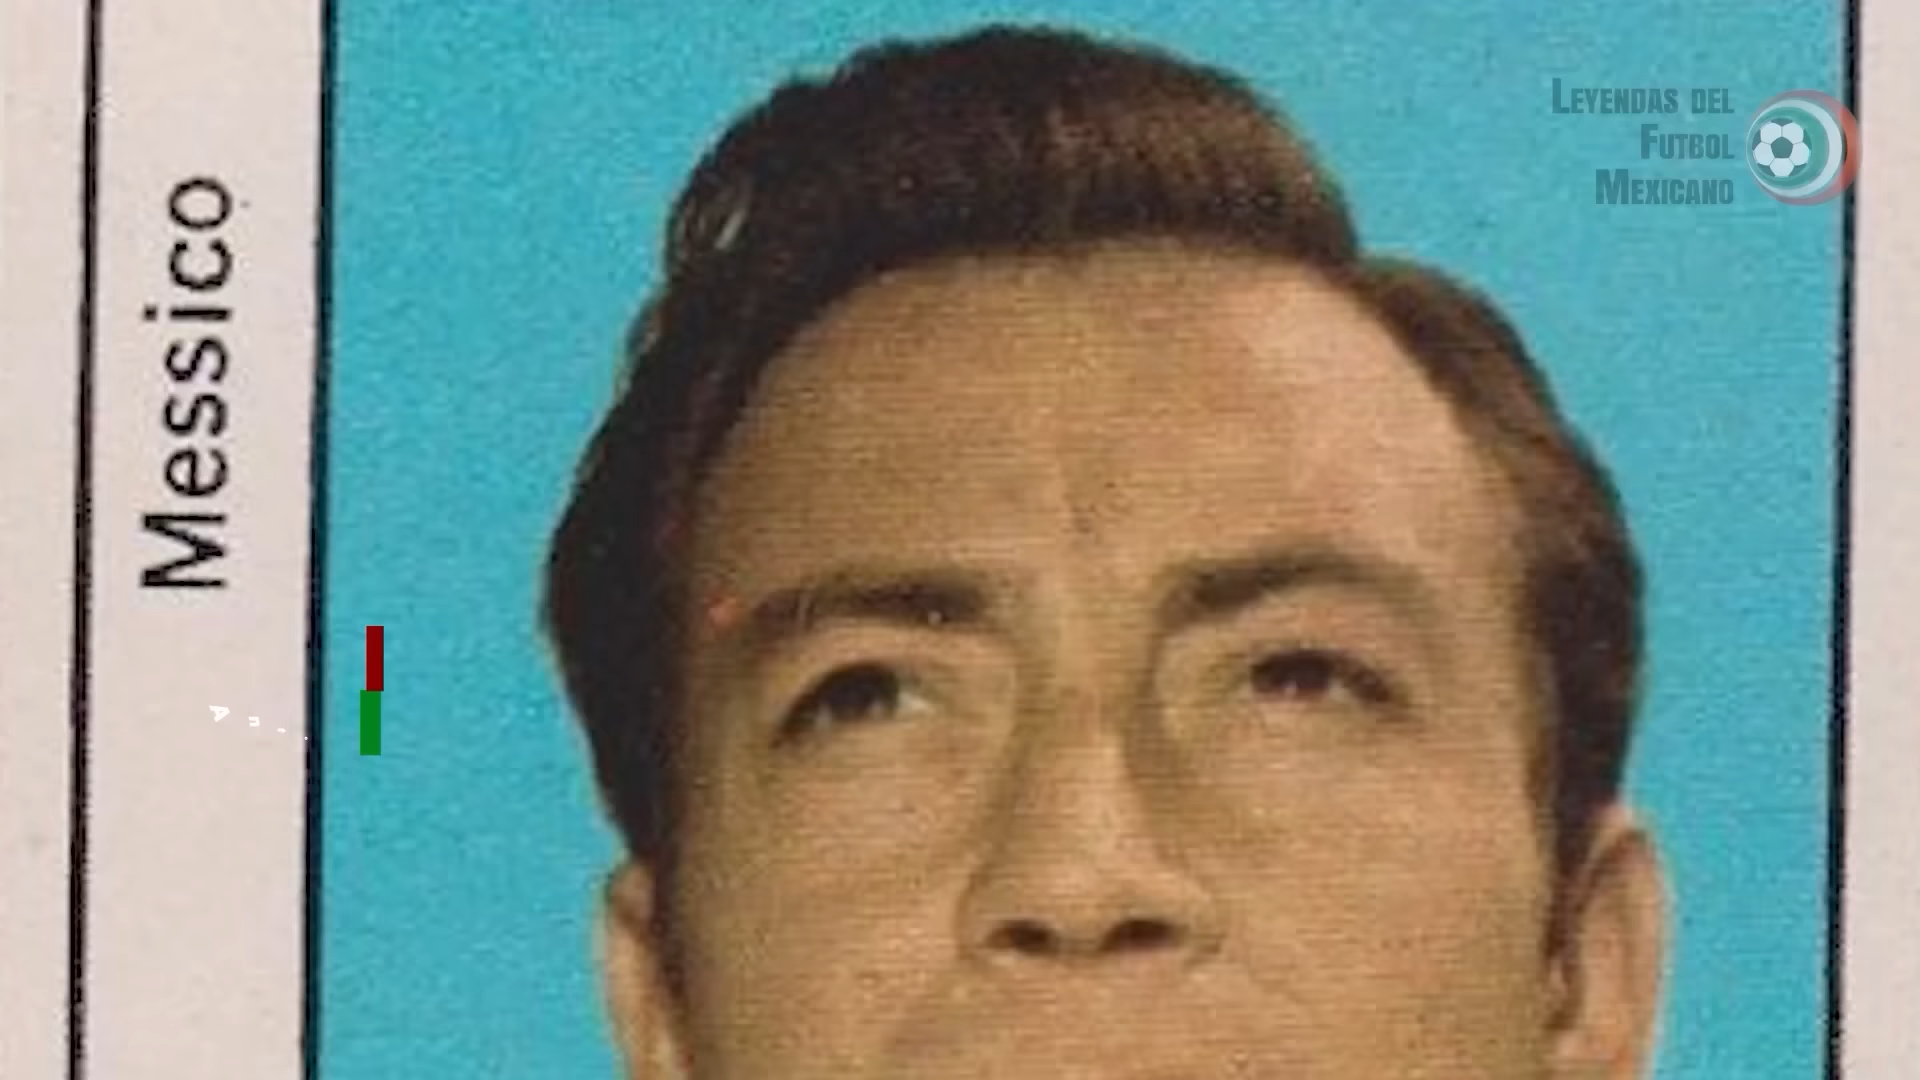 Messico
LEYENDAS DEL
FUTBOL
MEXICANO
A n